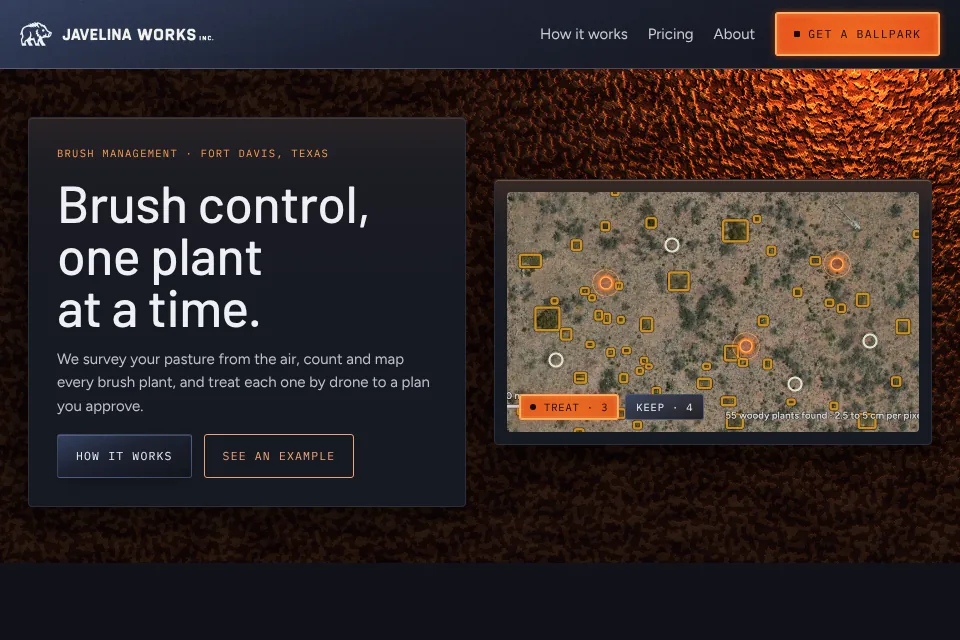 JAVELINA WORKS INC.
How it works
Pricing
About
GET A BALLPARK
BRUSH MANAGEMENT · FORT DAVIS, TEXAS
Brush control,
one plant
at a time.
We survey your pasture from the air, count and map
every brush plant, and treat each one by drone to a plan
you approve.
HOW IT WORKS
SEE AN EXAMPLE
TREAT · 3
KEEP · 4
55 woody plants found · 2.5 to 5 cm per